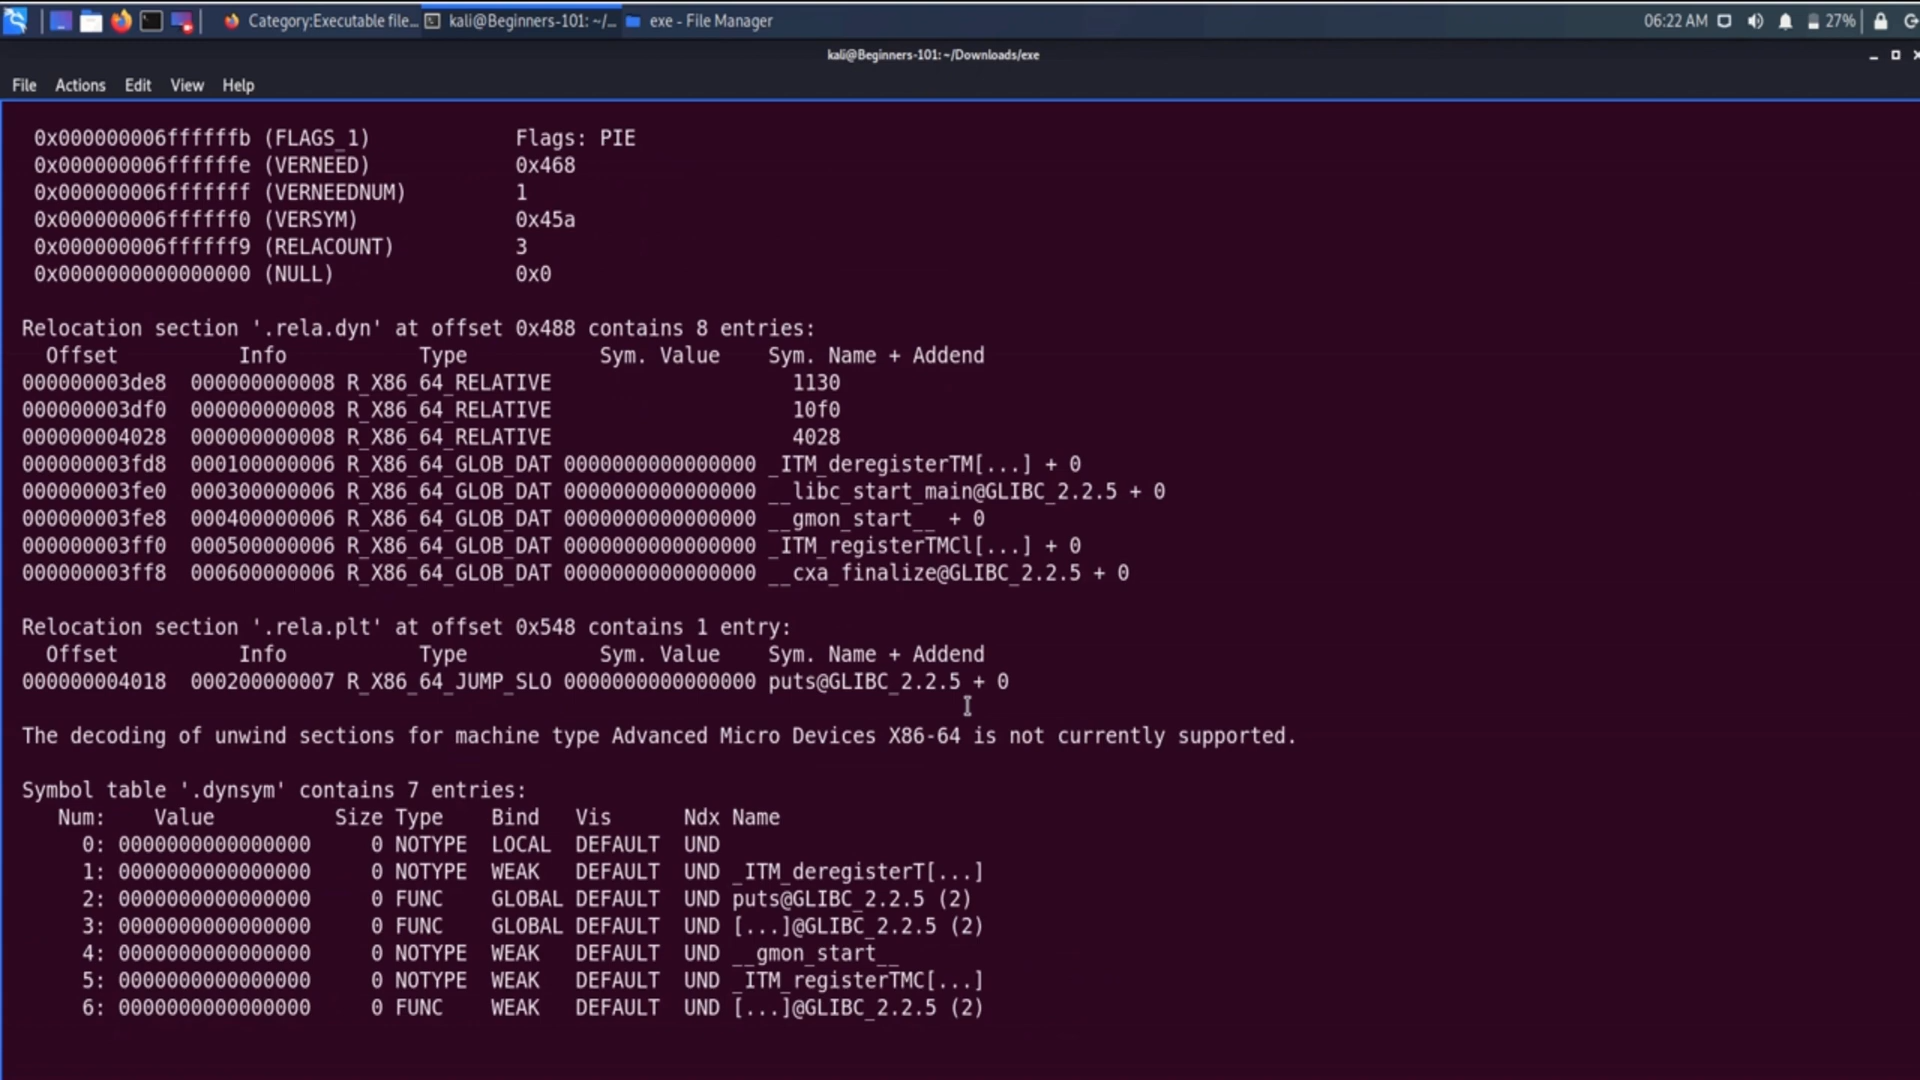 Category:Executable file...
kali@Beginners-101: ~/...
exe - File Manager
06:22 AM
27%
kali@Beginners-101: ~/Downloads/exe
File Actions Edit View Help
0x000000006ffffffb (FLAGS_1) Flags: PIE
0x000000006ffffffe (VERNEED) 0x468
0x000000006fffffff (VERNEEDNUM) 1
0x000000006ffffff0 (VERSYM) 0x45a
0x000000006ffffff9 (RELACOUNT) 3
0x0000000000000000 (NULL) 0x0
Relocation section '.rela.dyn' at offset 0x488 contains 8 entries:
Offset Info Type Sym. Value Sym. Name + Addend
000000003de8 000000000008 R_X86_64_RELATIVE 1130
000000003df0 000000000008 R_X86_64_RELATIVE 10f0
000000004028 000000000008 R_X86_64_RELATIVE 4028
000000003fd8 000100000006 R_X86_64_GLOB_DAT 0000000000000000 _ITM_deregisterTM[...] + 0
000000003fe0 000300000006 R_X86_64_GLOB_DAT 0000000000000000 __libc_start_main@GLIBC_2.2.5 + 0
000000003fe8 000400000006 R_X86_64_GLOB_DAT 0000000000000000 __gmon_start__ + 0
000000003ff0 000500000006 R_X86_64_GLOB_DAT 0000000000000000 _ITM_registerTMCl[...] + 0
000000003ff8 000600000006 R_X86_64_GLOB_DAT 0000000000000000 __cxa_finalize@GLIBC_2.2.5 + 0
Relocation section '.rela.plt' at offset 0x548 contains 1 entry:
Offset Info Type Sym. Value Sym. Name + Addend
000000004018 000200000007 R_X86_64_JUMP_SLO 0000000000000000 puts@GLIBC_2.2.5 + 0
The decoding of unwind sections for machine type Advanced Micro Devices X86-64 is not currently supported.
Symbol table '.dynsym' contains 7 entries:
Num: Value Size Type Bind Vis Ndx Name
0: 0000000000000000 0 NOTYPE LOCAL DEFAULT UND
1: 0000000000000000 0 NOTYPE WEAK DEFAULT UND _ITM_deregisterT[...]
2: 0000000000000000 0 FUNC GLOBAL DEFAULT UND puts@GLIBC_2.2.5 (2)
3: 0000000000000000 0 FUNC GLOBAL DEFAULT UND [...]@GLIBC_2.2.5 (2)
4: 0000000000000000 0 NOTYPE WEAK DEFAULT UND __gmon_start__
5: 0000000000000000 0 NOTYPE WEAK DEFAULT UND _ITM_registerTMC[...]
6: 0000000000000000 0 FUNC WEAK DEFAULT UND [...]@GLIBC_2.2.5 (2)